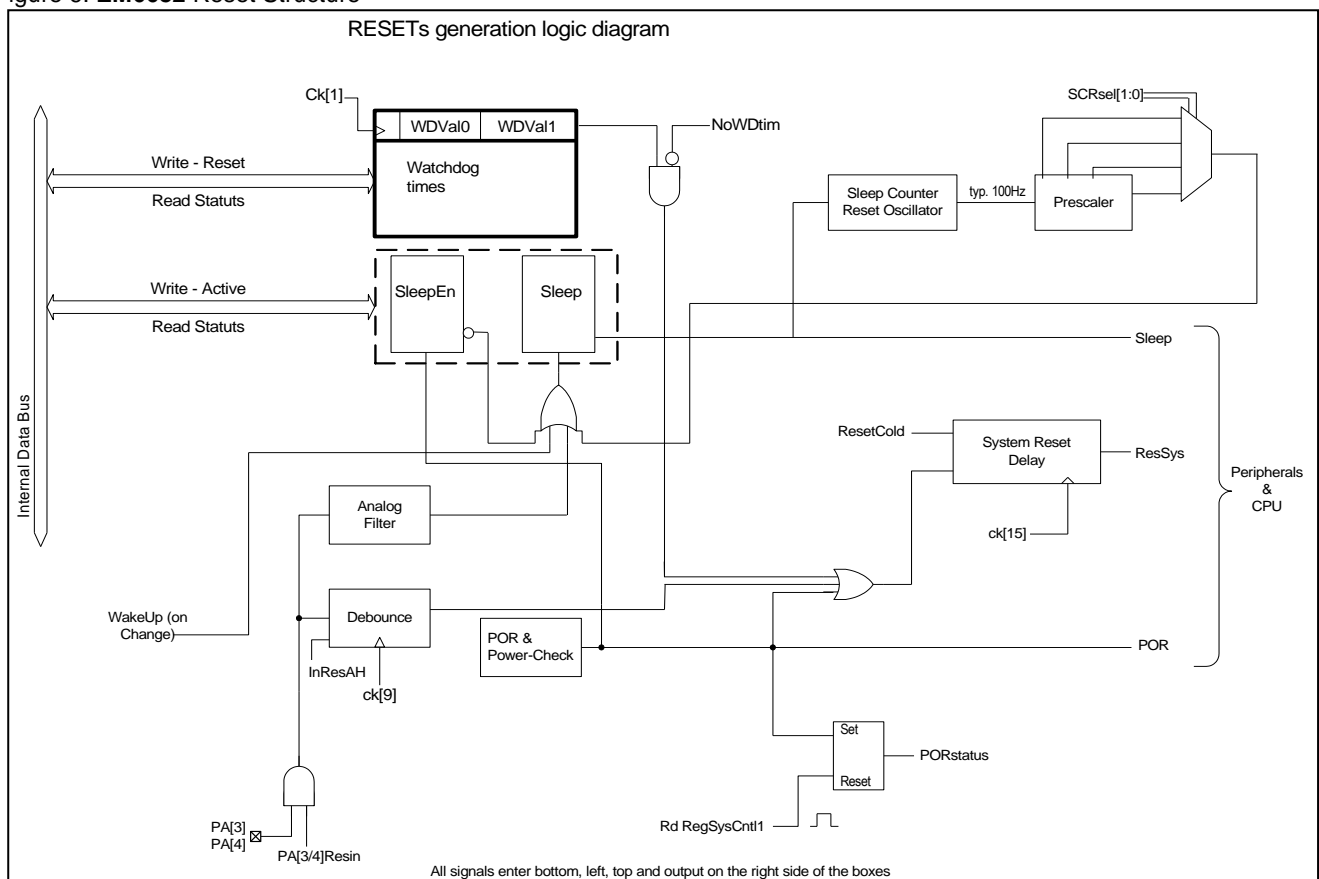 igure 6. EM6682 Reset Structure
RESETs generation logic diagram
Ck[1]
WDVal0 WDVal1
NoWDtim
SCRsel[1:0]
Write - Reset
Watchdog
times
Read Statuts
Sleep Counter
Reset Oscillator
typ. 100Hz
Prescaler
Write - Active
SleepEn
Sleep
Read Statuts
Sleep
Internal Data Bus
ResetCold
System Reset
Delay
ResSys
Peripherals
&
CPU
Analog
Filter
ck[15]
WakeUp (on
Change)
Debounce
POR &
Power-Check
POR
InResAH
ck[9]
Set
PORstatus
Reset
PA[3]
PA[4]
Rd RegSysCntl1
PA[3/4]Resin
All signals enter bottom, left, top and output on the right side of the boxes